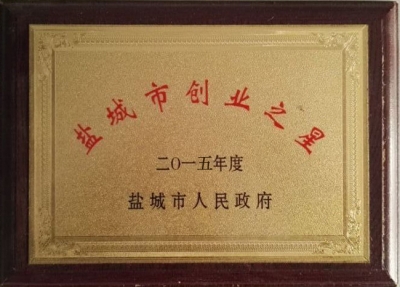 盐城市创业之星
二〇一五年度
盐城市人民政府